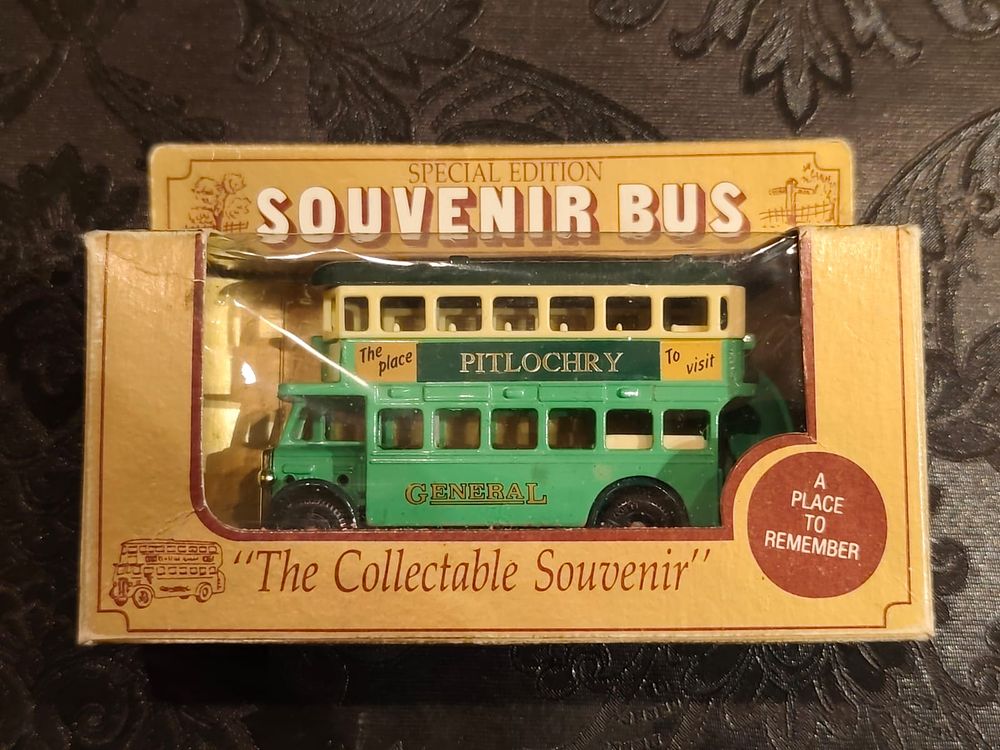 SPECIAL EDITION
SOUVENIR BUS
The place
PITLOCHRY
To visit
GENERAL
A
PLACE
TO
REMEMBER
"The Collectable Souvenir"